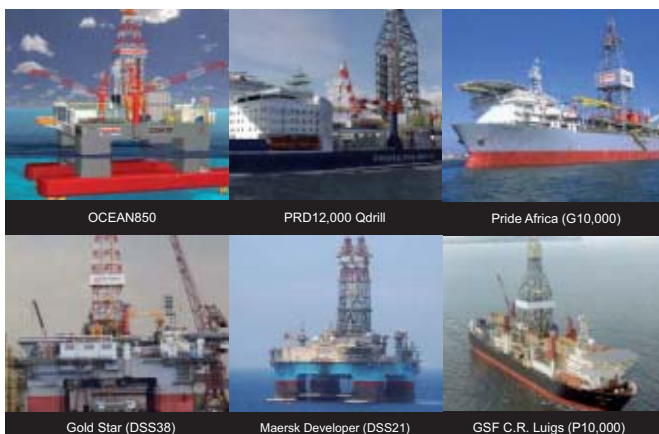 OCEAN850
PRD12,000 Qdrill
Pride Africa (G10,000)
Gold Star (DSS38)
Maersk Developer (DSS21)
GSF C.R. Luigs (P10,000)